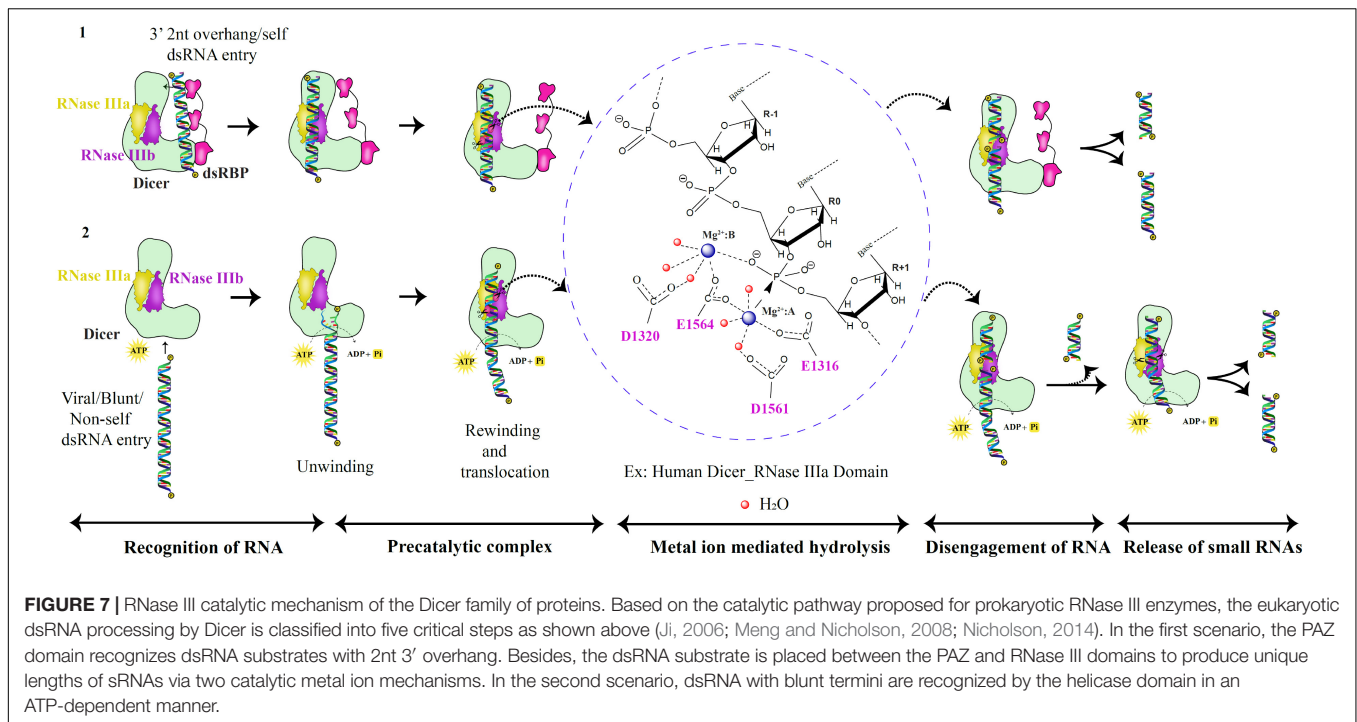 1
3' 2nt overhang/self
dsRNA entry
RNase IIIa
RNase IIIb
Dicer
dsRBP
P
Base
R-1
O
O⁻
H
OH
Base
R0
Mg²⁺:B
Base
R+1
Mg²⁺:A
D1320
E1564
E1316
D1561
2
RNase IIIa
RNase IIIb
Dicer
ATP
Viral/Blunt/
Non-self
dsRNA entry
ATP
ADP + Pi
Unwinding
ATP
ADP + Pi
Rewinding
and
translocation
Ex: Human Dicer_RNase IIIa Domain
H₂O
ATP
ADP + Pi
ATP
ADP + Pi
Recognition of RNA
Precatalytic complex
Metal ion mediated hydrolysis
Disengagement of RNA
Release of small RNAs
FIGURE 7 | RNase III catalytic mechanism of the Dicer family of proteins. Based on the catalytic pathway proposed for prokaryotic RNase III enzymes, the eukaryotic
dsRNA processing by Dicer is classified into five critical steps as shown above (Ji, 2006; Meng and Nicholson, 2008; Nicholson, 2014). In the first scenario, the PAZ
domain recognizes dsRNA substrates with 2nt 3′ overhang. Besides, the dsRNA substrate is placed between the PAZ and RNase III domains to produce unique
lengths of sRNAs via two catalytic metal ion mechanisms. In the second scenario, dsRNA with blunt termini are recognized by the helicase domain in an
ATP-dependent manner.